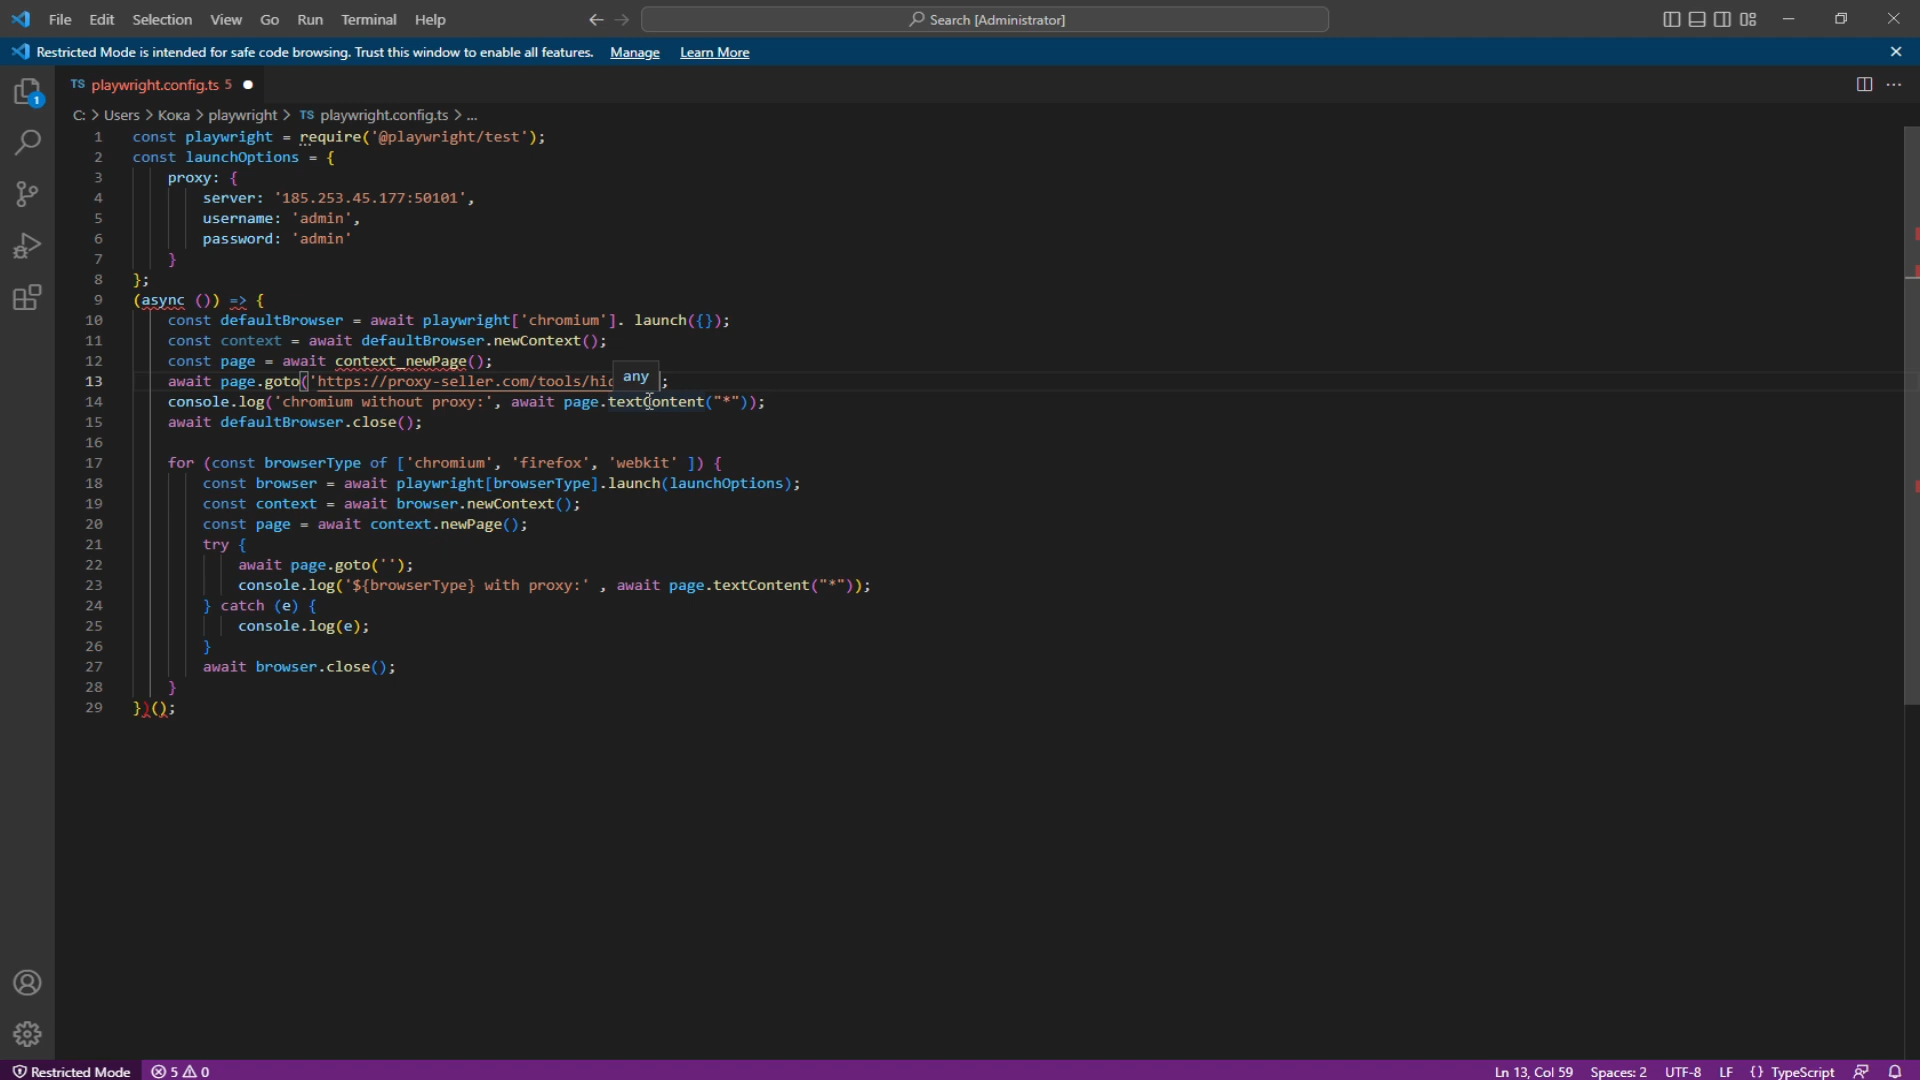 File Edit Selection View Go Run Terminal Help
Search [Administrator]
Restricted Mode is intended for safe code browsing. Trust this window to enable all features. Manage Learn More
1
TS playwright.config.ts 5
C: > Users > Кока > playwright > TS playwright.config.ts > ...
1 const playwright = require('@playwright/test');
2 const launchOptions = {
3 proxy: {
4 server: '185.253.45.177:50101',
5 username: 'admin',
6 password: 'admin'
7 }
8 };
9 (async ()) => {
10 const defaultBrowser = await playwright['chromium']. launch({});
11 const context = await defaultBrowser.newContext();
12 const page = await context_newPage();
13 await page.goto('https://proxy-seller.com/tools/hi ;
any
14 console.log('chromium without proxy:', await page.textContent("*"));
15 await defaultBrowser.close();
16
17 for (const browserType of ['chromium', 'firefox', 'webkit' ]) {
18 const browser = await playwright[browserType].launch(launchOptions);
19 const context = await browser.newContext();
20 const page = await context.newPage();
21 try {
22 await page.goto('');
23 console.log('${browserType} with proxy:' , await page.textContent("*"));
24 } catch (e) {
25 console.log(e);
26 }
27 await browser.close();
28 }
29 })();
Restricted Mode 5 0 Ln 13, Col 59 Spaces: 2 UTF-8 LF {} TypeScript